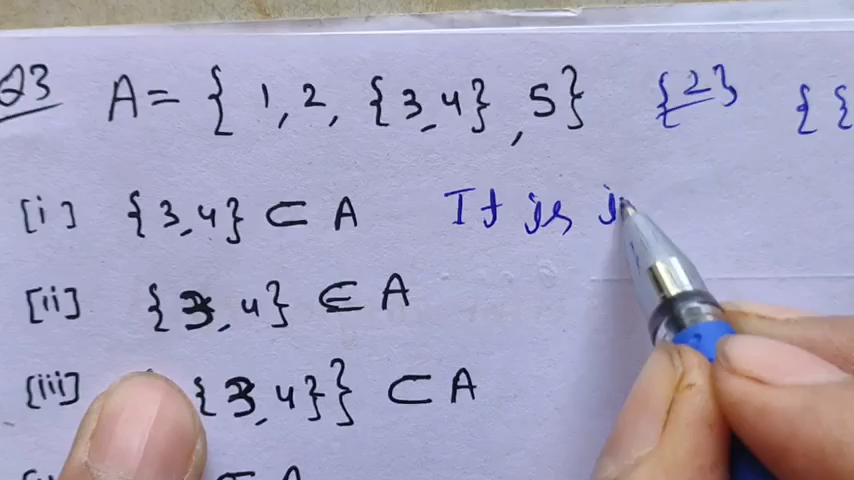 Q3 A = { 1, 2, {3, 4}, 5} {2} { {
[i] {3,4} ⊂ A It is i
[ii] {3, 4} ∈ A
[iii] {3, 4}} ⊂ A